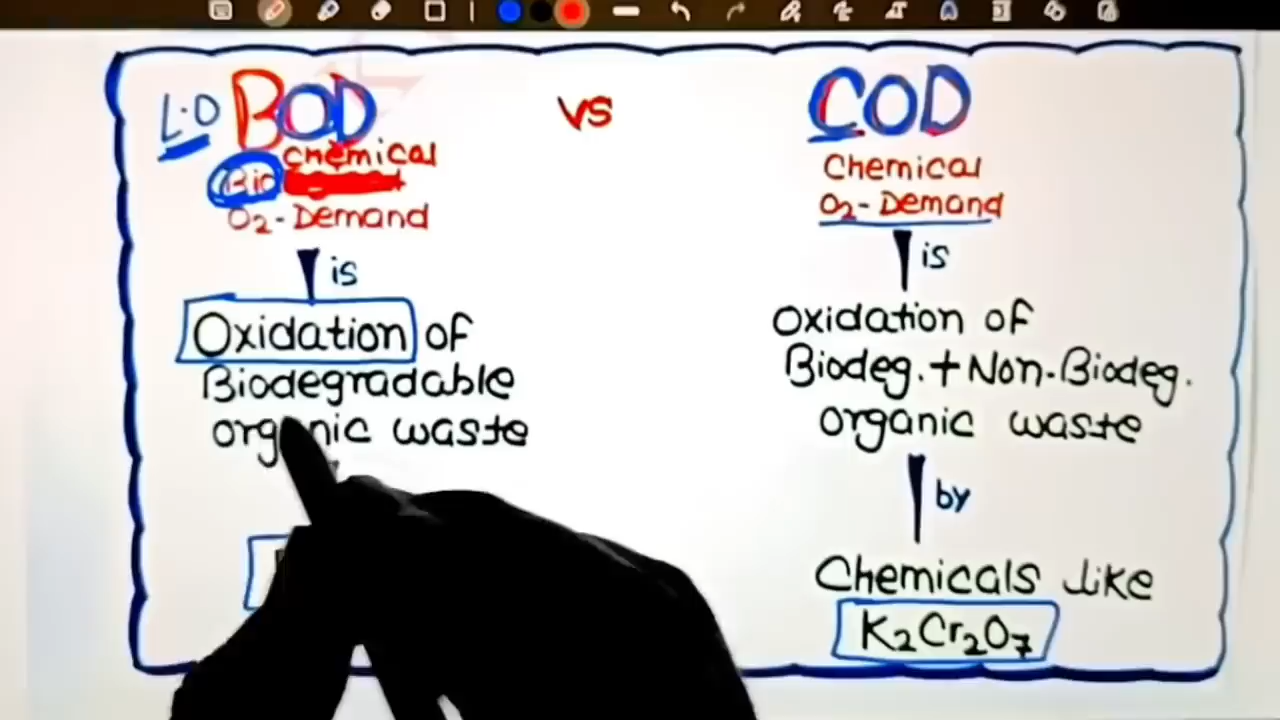 L.O BOD
chemical
Bio
O2-Demand
is
Oxidation of
Biodegradable
organic waste
vs
COD
Chemical
O2-Demand
is
Oxidation of
Biodeg.+Non-Biodeg.
organic waste
by
Chemicals like
K2Cr2O7